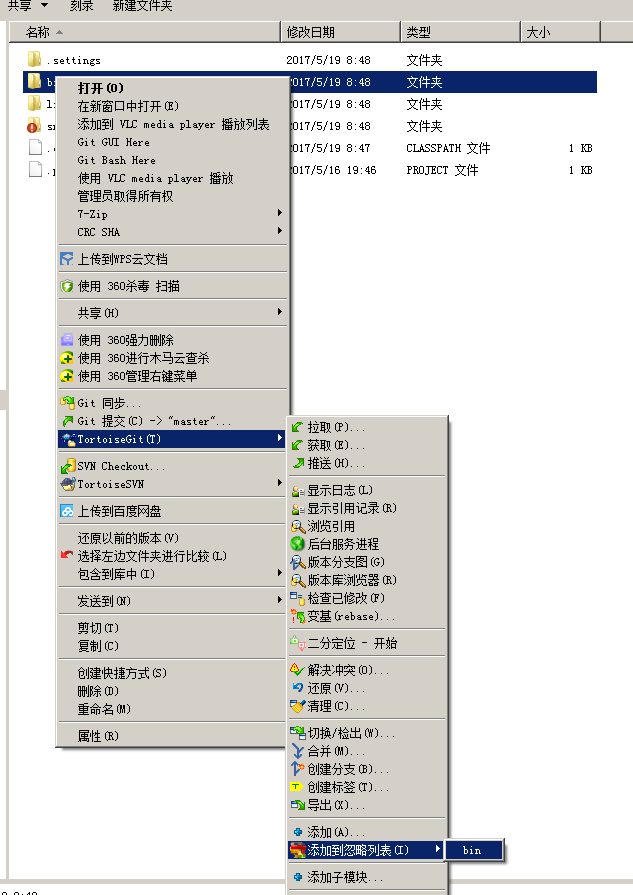 共享 刻录 新建文件夹
名称 修改日期 类型 大小
.settings 2017/5/19 8:48 文件夹
2017/5/19 8:48 文件夹
2017/5/19 8:48 文件夹
2017/5/19 8:48 文件夹
2017/5/19 8:47 CLASSPATH 文件 1 KB
2017/5/16 19:46 PROJECT 文件 1 KB
打开(O)
在新窗口中打开(E)
添加到 VLC media player 播放列表
Git GUI Here
Git Bash Here
使用 VLC media player 播放
管理员取得所有权
7-Zip
CRC SHA
上传到WPS云文档
使用 360杀毒 扫描
共享(H)
使用 360强力删除
使用 360进行木马云查杀
使用 360管理右键菜单
Git 同步...
Git 提交(C) -> "master"...
TortoiseGit(T)
SVN Checkout...
TortoiseSVN
上传到百度网盘
还原以前的版本(V)
选择左边文件夹进行比较(L)
包含到库中(I)
发送到(N)
剪切(T)
复制(C)
创建快捷方式(S)
删除(D)
重命名(M)
属性(R)
拉取(P)...
获取(E)...
推送(H)...
显示日志(L)
显示引用记录(R)
浏览引用
后台服务进程
版本分支图(G)
版本库浏览器(R)
检查已修改(F)
变基(rebase)...
二分定位 - 开始
解决冲突(O)...
还原(V)...
清理(C)...
切换/检出(W)...
合并(M)...
创建分支(B)...
创建标签(T)...
导出(X)...
添加(A)...
添加到忽略列表(I)
bin
添加子模块...